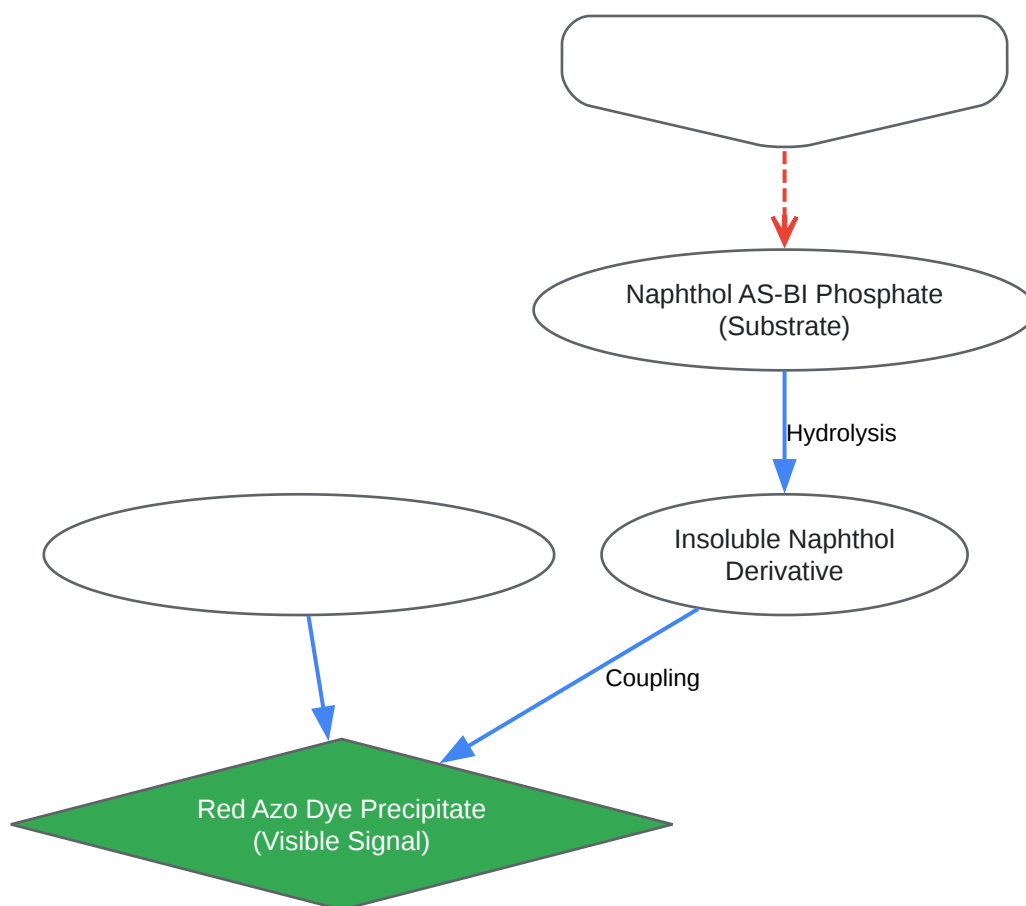 Naphthol AS-BI Phosphate
(Substrate)
Hydrolysis
Insoluble Naphthol
Derivative
Coupling
Red Azo Dye Precipitate
(Visible Signal)